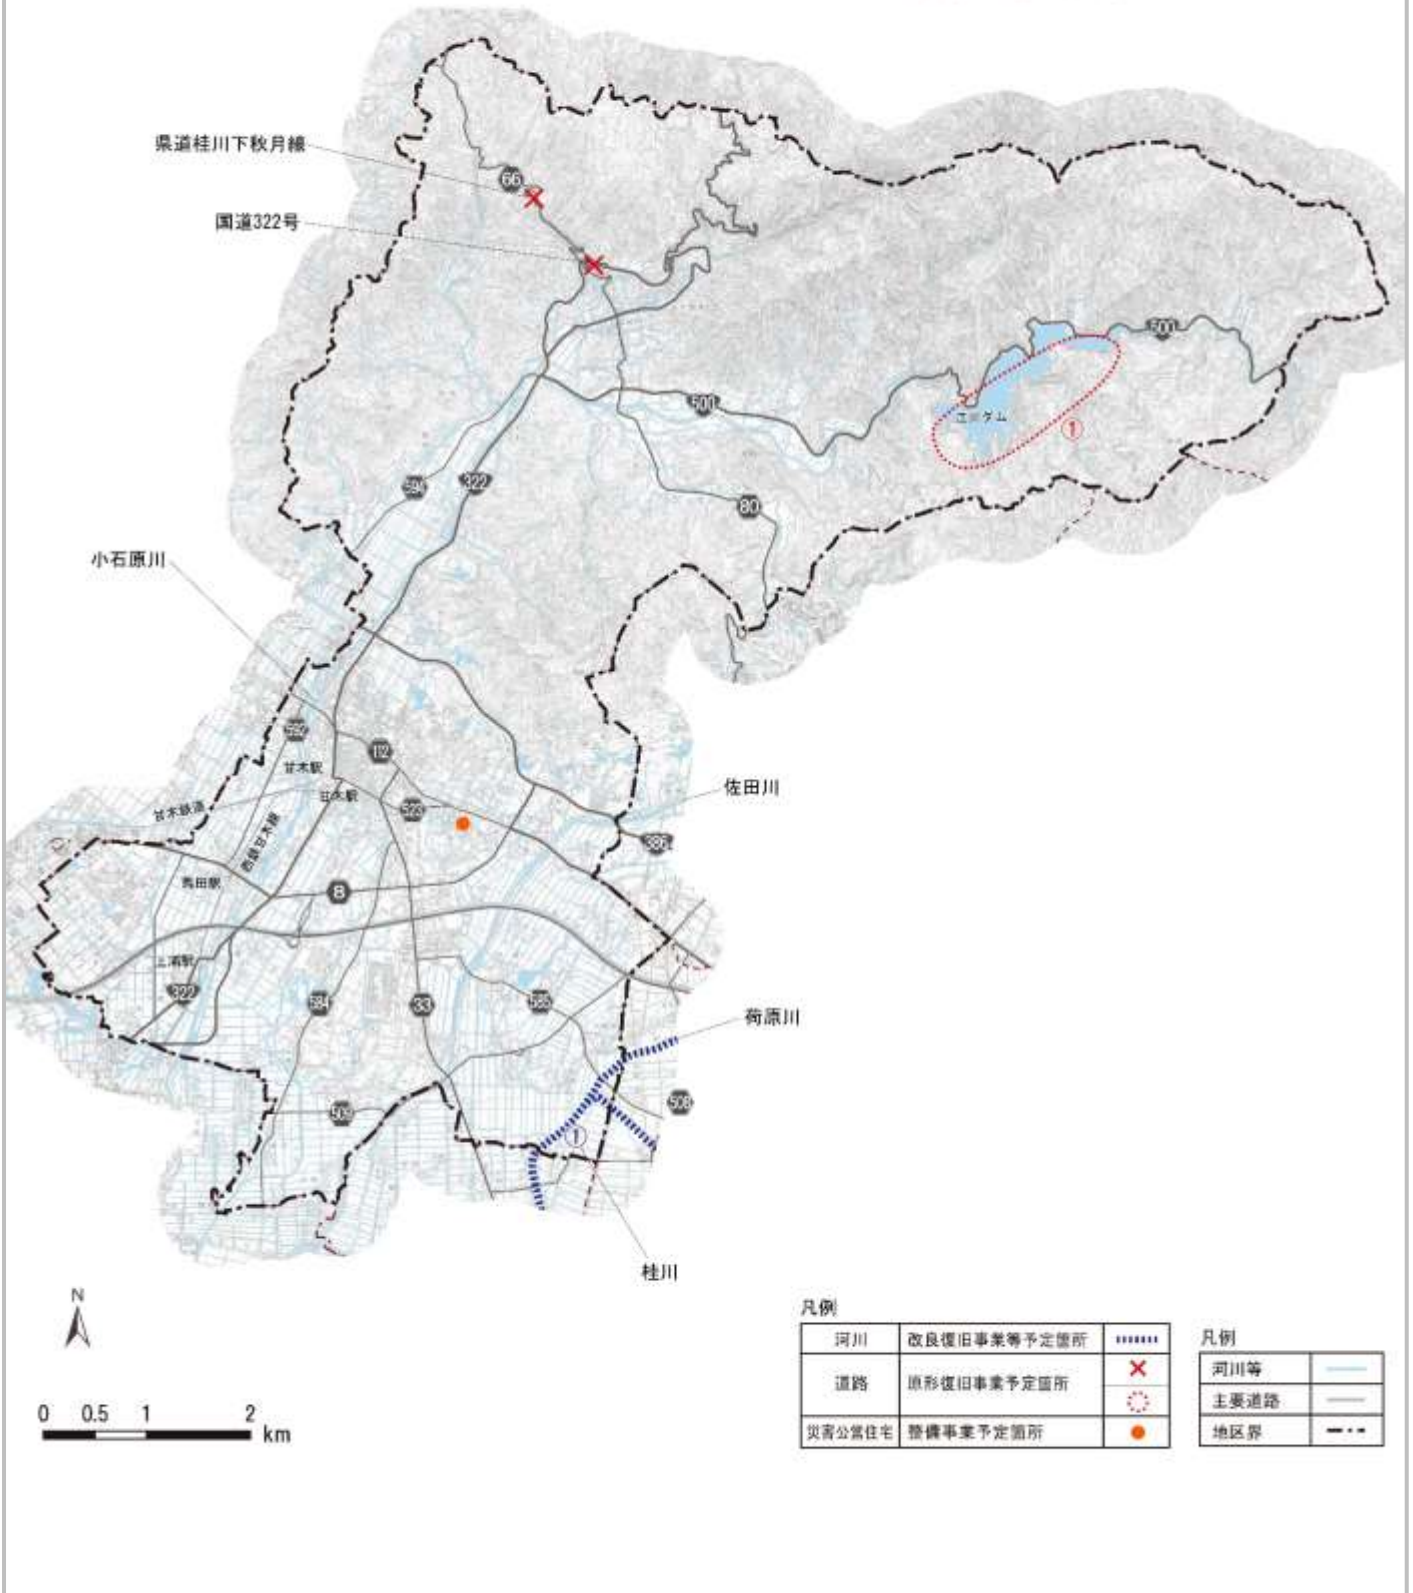 県道桂川下秋月線
66
国道322号
500
江川ダム
①
500
594
322
80
小石原川
592
112
甘木駅
甘木駅
甘木鉄道
523
西鉄甘木線
佐田川
386
馬田駅
8
上浦駅
322
584
33
585
荷原川
508
509
①
桂川
N
0 0.5 1 2 km
凡例
河川 改良復旧事業等予定箇所
道路 原形復旧事業予定箇所
災害公営住宅 整備事業予定箇所
凡例
河川等
主要道路
地区界